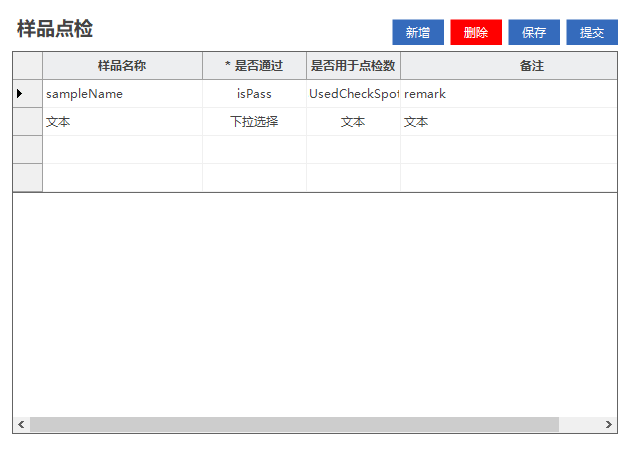 样品点检
新增 删除 保存 提交
样品名称 * 是否通过 是否用于点检数 备注
sampleName isPass UsedCheckSpot remark
文本 下拉选择 文本 文本